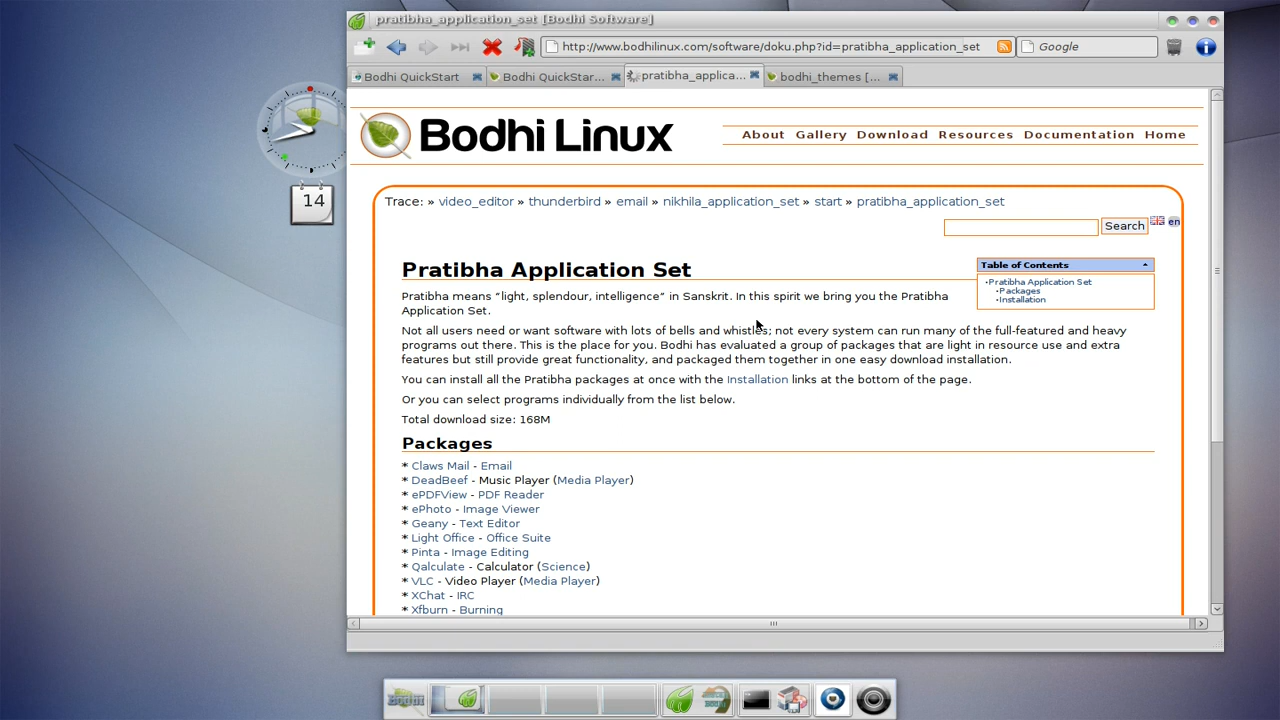 pratibha_application_set [Bodhi Software]
http://www.bodhilinux.com/software/doku.php?id=pratibha_application_set
Google
Bodhi QuickStart
Bodhi QuickStar...
pratibha_applica...
bodhi_themes [...
Bodhi Linux
About Gallery Download Resources Documentation Home
14
Trace: » video_editor » thunderbird » email » nikhila_application_set » start » pratibha_application_set
Search
en
Pratibha Application Set
Table of Contents
·Pratibha Application Set
·Packages
·Installation
Pratibha means “light, splendour, intelligence” in Sanskrit. In this spirit we bring you the Pratibha
Application Set.
Not all users need or want software with lots of bells and whistles; not every system can run many of the full-featured and heavy
programs out there. This is the place for you. Bodhi has evaluated a group of packages that are light in resource use and extra
features but still provide great functionality, and packaged them together in one easy download installation.
You can install all the Pratibha packages at once with the Installation links at the bottom of the page.
Or you can select programs individually from the list below.
Total download size: 168M
Packages
* Claws Mail - Email
* DeadBeef - Music Player (Media Player)
* ePDFView - PDF Reader
* ePhoto - Image Viewer
* Geany - Text Editor
* Light Office - Office Suite
* Pinta - Image Editing
* Qalculate - Calculator (Science)
* VLC - Video Player (Media Player)
* XChat - IRC
* Xfburn - Burning
Bodhi